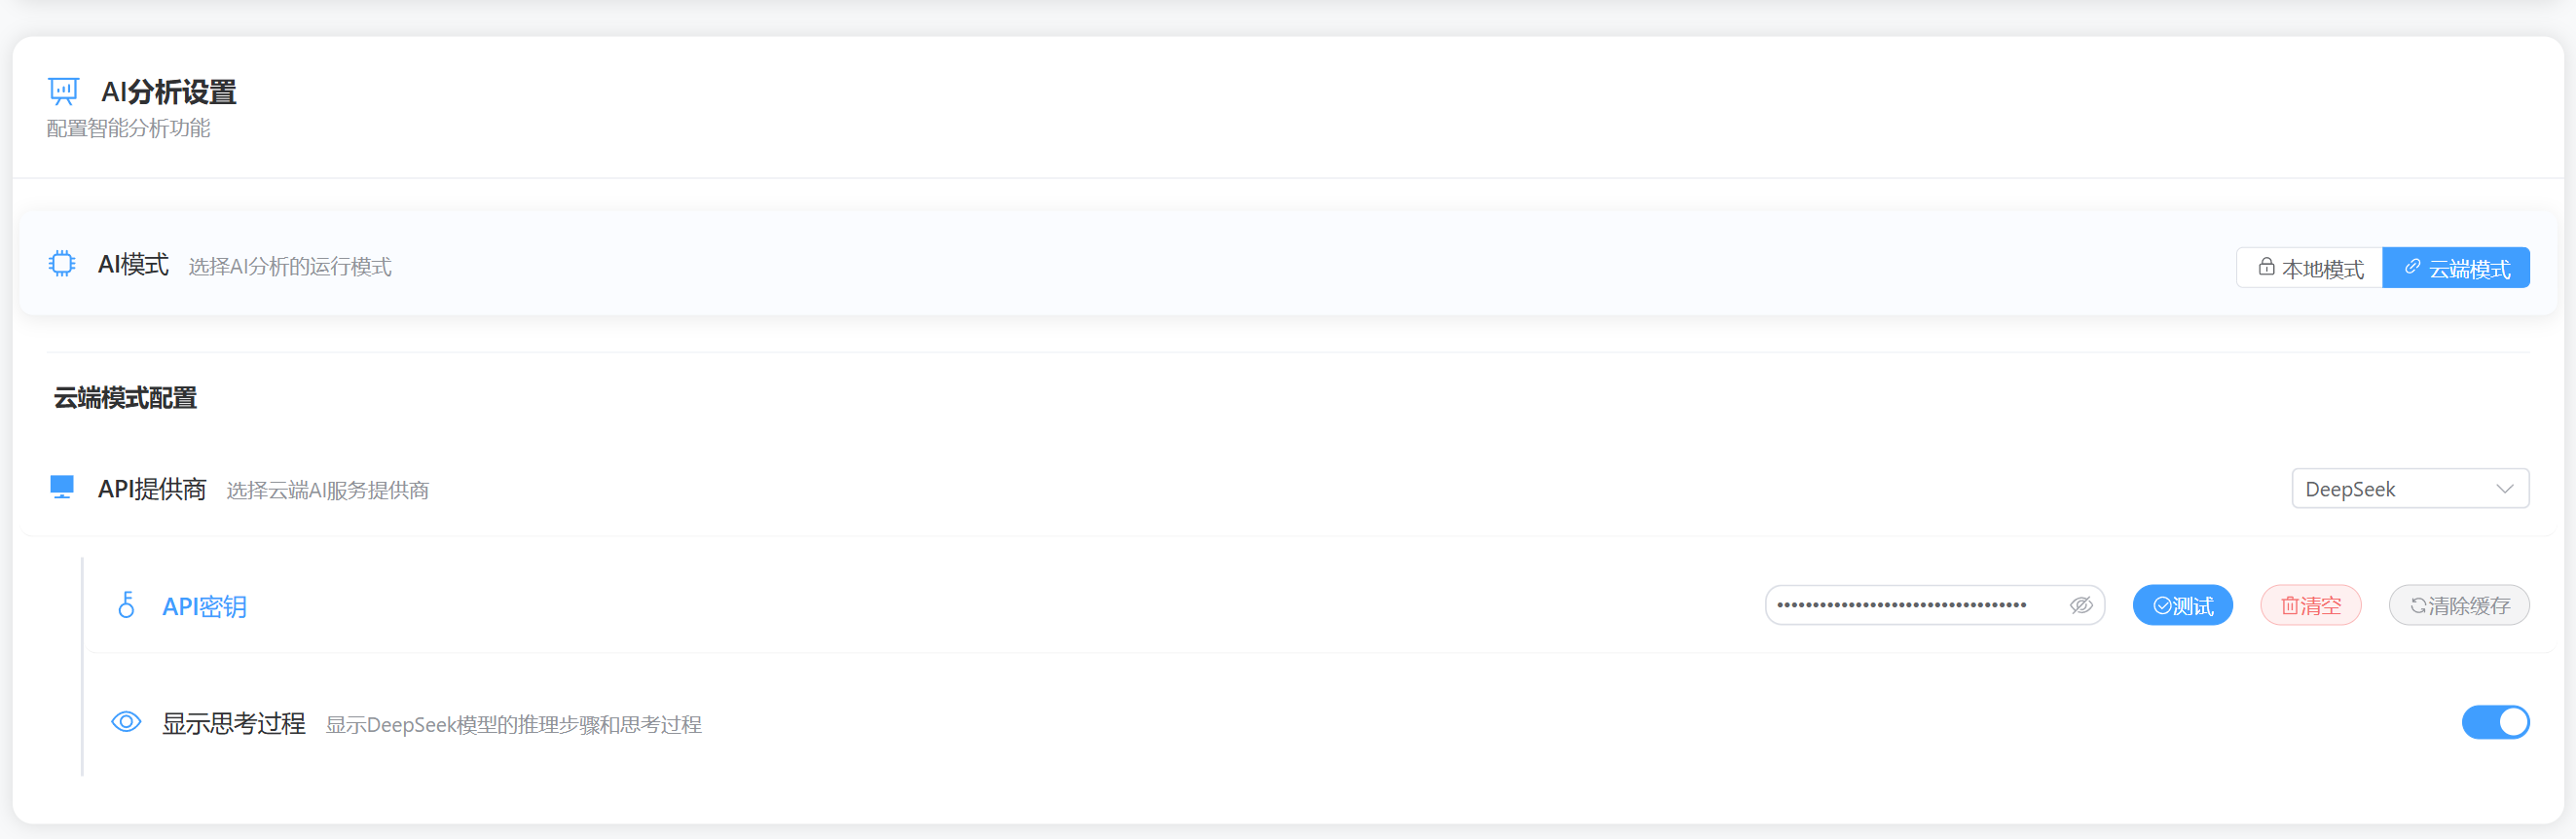 AI分析设置
配置智能分析功能
AI模式 选择AI分析的运行模式 本地模式 云端模式
云端模式配置
API提供商 选择云端AI服务提供商 DeepSeek
API密钥 测试 清空 清除缓存
显示思考过程 显示DeepSeek模型的推理步骤和思考过程